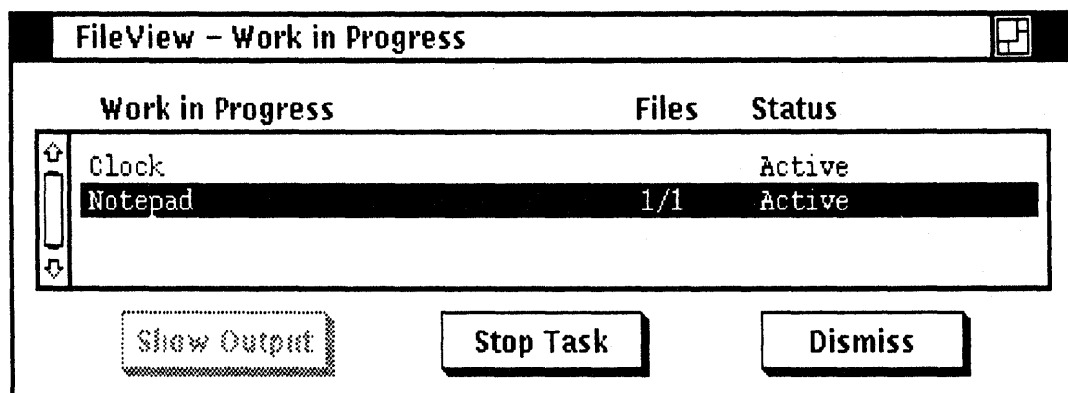 FileView – Work in Progress
Work in Progress Files Status
Clock Active
Notepad 1/1 Active
Show Output Stop Task Dismiss